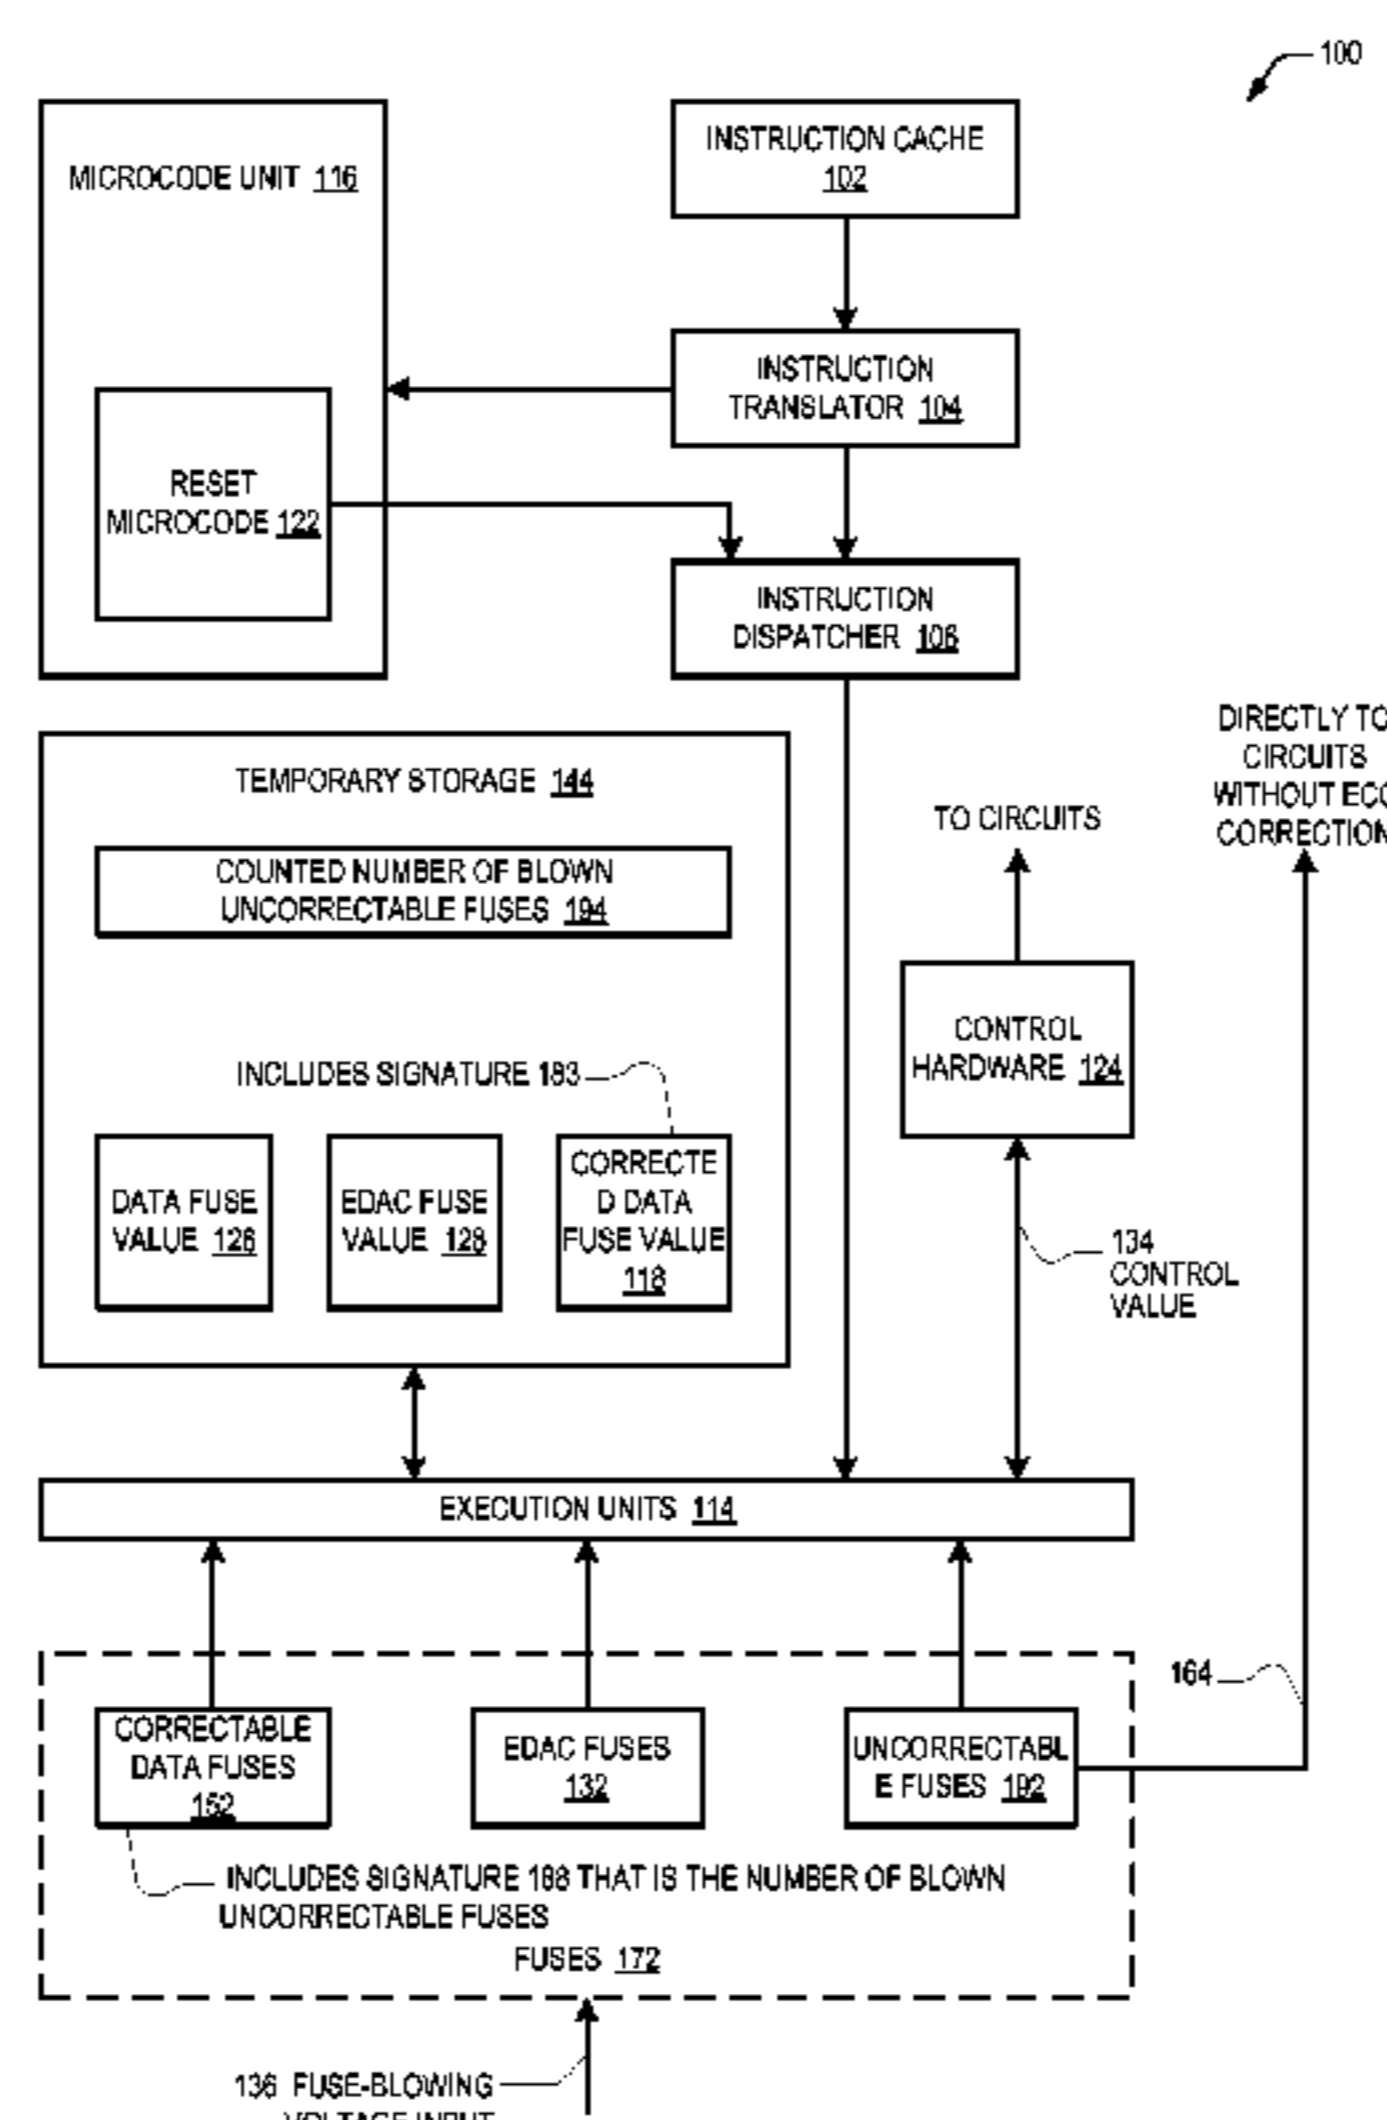 100
MICROCODE UNIT 116
INSTRUCTION CACHE
102
INSTRUCTION
TRANSLATOR 104
RESET
MICROCODE 122
INSTRUCTION
DISPATCHER 106
DIRECTLY TO
CIRCUITS
WITHOUT ECC
CORRECTION
TEMPORARY STORAGE 144
TO CIRCUITS
COUNTED NUMBER OF BLOWN
UNCORRECTABLE FUSES 194
CONTROL
HARDWARE 124
INCLUDES SIGNATURE 183
DATA FUSE
VALUE 126
EDAC FUSE
VALUE 128
CORRECTE
D DATA
FUSE VALUE
118
134
CONTROL
VALUE
EXECUTION UNITS 114
164
CORRECTABLE
DATA FUSES
152
EDAC FUSES
132
UNCORRECTABL
E FUSES 192
INCLUDES SIGNATURE 188 THAT IS THE NUMBER OF BLOWN
UNCORRECTABLE FUSES
FUSES 172
136 FUSE-BLOWING
VOLTAGE INPUT